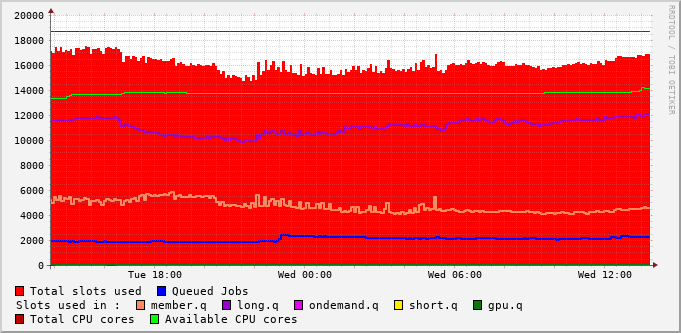 RRDTOOL / TOBI OETIKER
20000
18000
16000
14000
12000
10000
8000
6000
4000
2000
0
Tue 18:00 Wed 00:00 Wed 06:00 Wed 12:00
Total slots used Queued Jobs
Slots used in : member.q long.q ondemand.q short.q gpu.q
Total CPU cores Available CPU cores